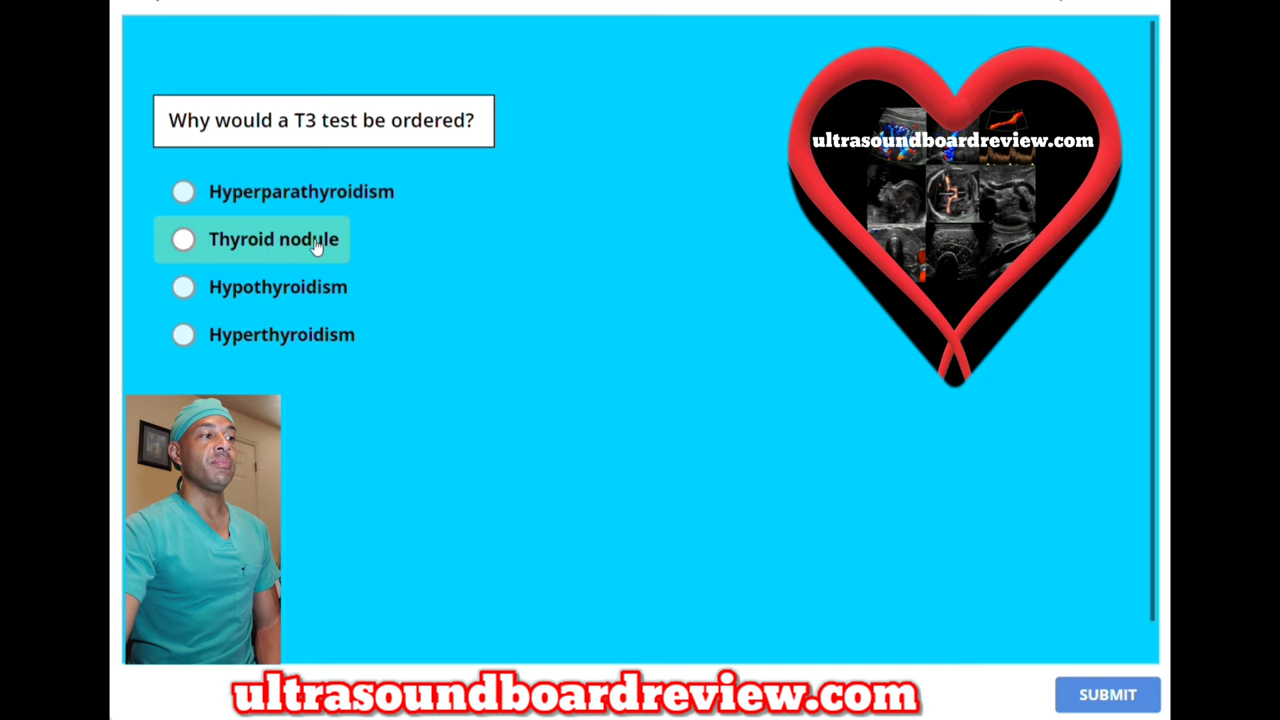 Why would a T3 test be ordered?
ultrasoundboardreview.com
Hyperparathyroidism
Thyroid nodule
Hypothyroidism
Hyperthyroidism
ultrasoundboardreview.com
SUBMIT